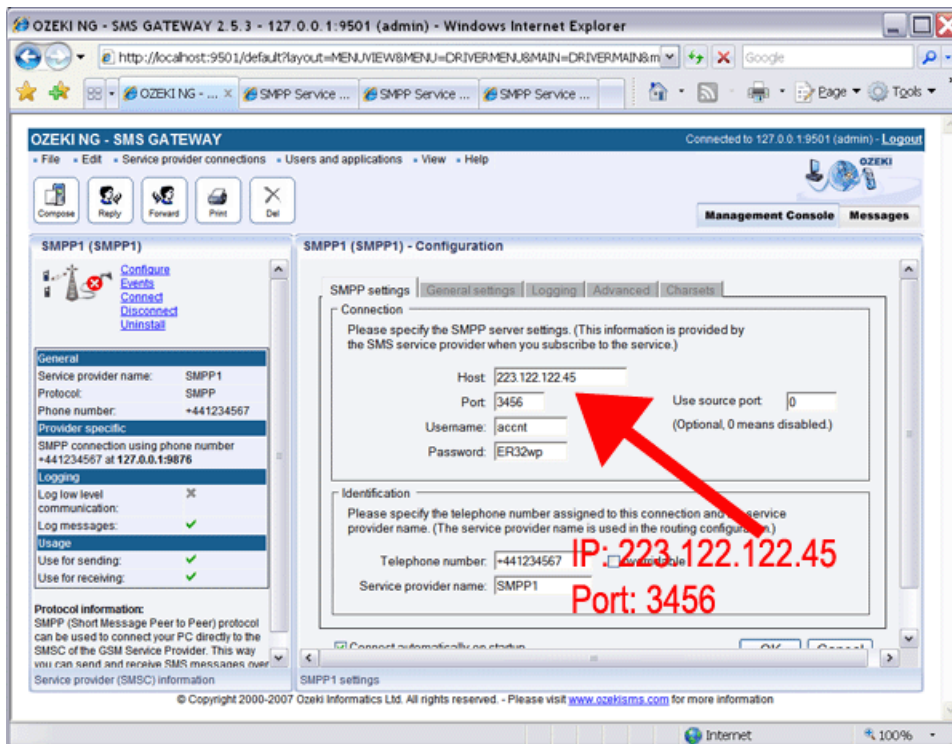 OZEKI NG - SMS GATEWAY 2.5.3 - 127.0.0.1:9501 (admin) - Windows Internet Explorer
http://localhost:9501/default?layout=MENUVIEW&MENU=DRIVERMENU&MAIN=DRIVERMAIN&m
Google
OZEKI NG - ... SMPP Service ... SMPP Service ... SMPP Service ... Page Tools
OZEKI NG - SMS GATEWAY
Connected to 127.0.0.1:9501 (admin) - Logout
File Edit Service provider connections Users and applications View Help
OZEKI
Compose Reply Forward Print Del
Management Console Messages
SMPP1 (SMPP1)
Configure
Events
Connect
Disconnect
Uninstall
General
Service provider name: SMPP1
Protocol: SMPP
Phone number: +441234567
Provider specific
SMPP connection using phone number
+441234567 at 127.0.0.1:9876
Logging
Log low level
communication:
Log messages:
Usage
Use for sending:
Use for receiving:
Protocol information:
SMPP (Short Message Peer to Peer) protocol
can be used to connect your PC directly to the
SMSC of the GSM Service Provider. This way
you can send and receive SMS messages over
Service provider (SMSC) information
SMPP1 (SMPP1) - Configuration
SMPP settings General settings Logging Advanced Charsets
Connection
Please specify the SMPP server settings. (This information is provided by
the SMS service provider when you subscribe to the service.)
Host: 223.122.122.45
Port: 3456
Use source port: 0
Username: accnt
(Optional, 0 means disabled.)
Password: ER32wp
Identification
Please specify the telephone number assigned to this connection and service
provider name. (The service provider name is used in the routing configuration.)
Telephone number: +441234567
IP: 223.122.122.45
Service provider name: SMPP1
Port: 3456
Connect automatically on startup
OK Cancel
SMPP1 settings
© Copyright 2000-2007 Ozeki Informatics Ltd. All rights reserved. - Please visit www.ozekisms.com for more information
Internet 100%